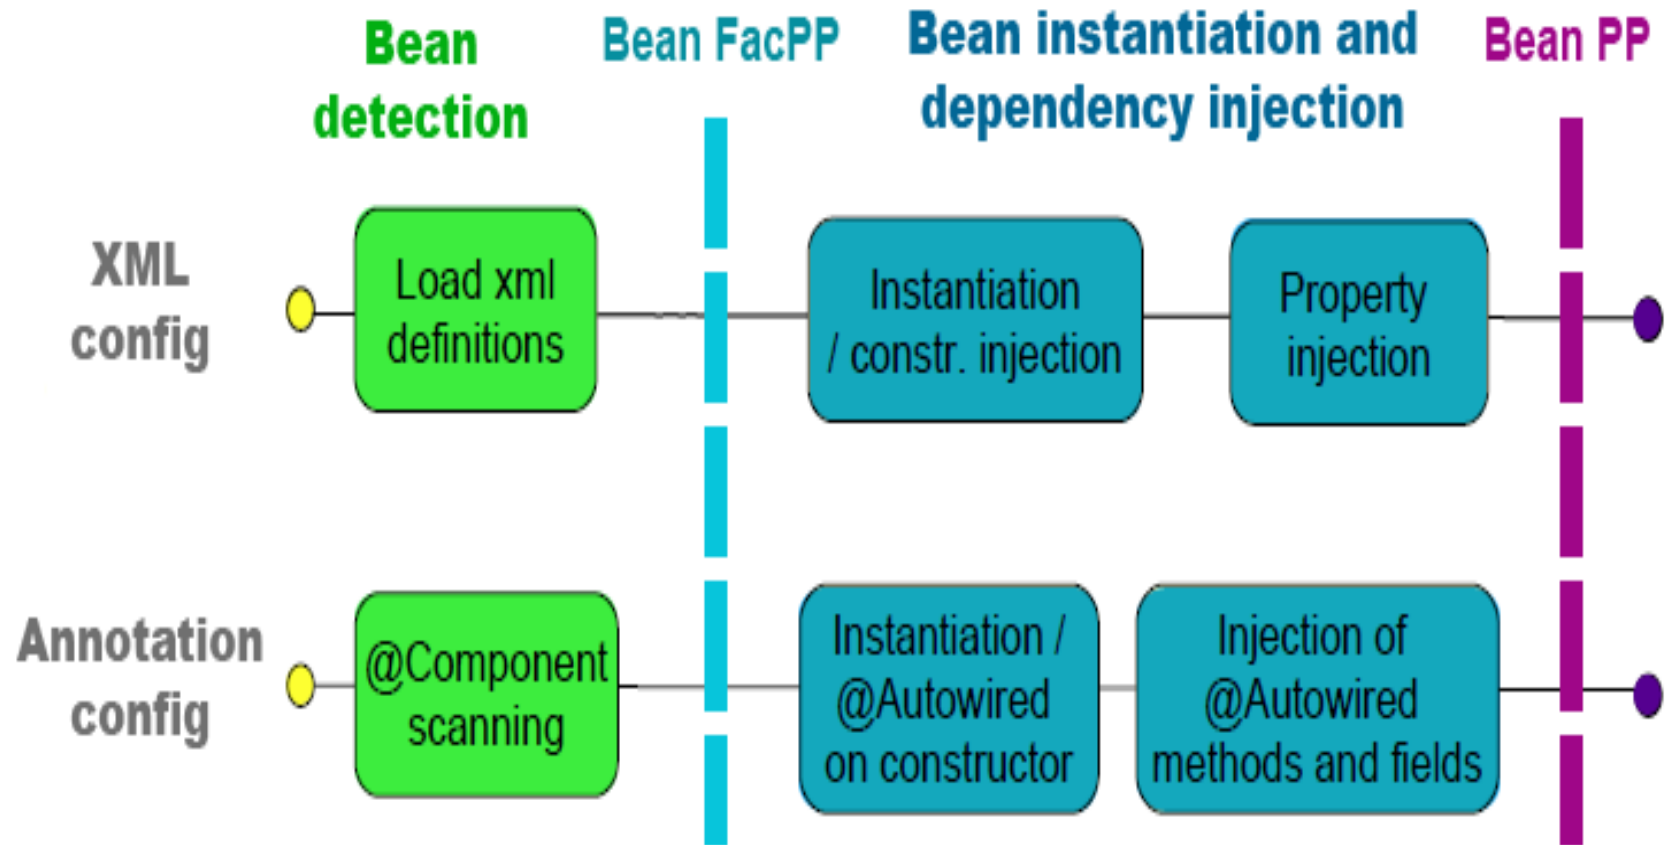 Bean
detection
Bean FacPP
Bean instantiation and
dependency injection
Bean PP
XML
config
Load xml
definitions
Instantiation
/ constr. injection
Property
injection
Annotation
config
@Component
scanning
Instantiation /
@Autowired
on constructor
Injection of
@Autowired
methods and fields